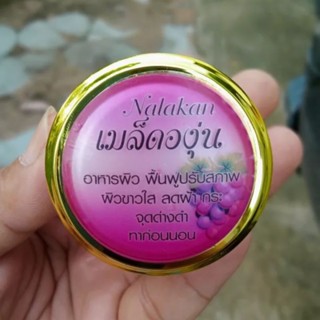 Nalakan
เมล็ดองุ่น
อาหารผิว ฟื้นฟูปรับสภาพ
ผิวขาวใส ลดฝ้า กระ
จุดด่างดำ
ทาก่อนนอน